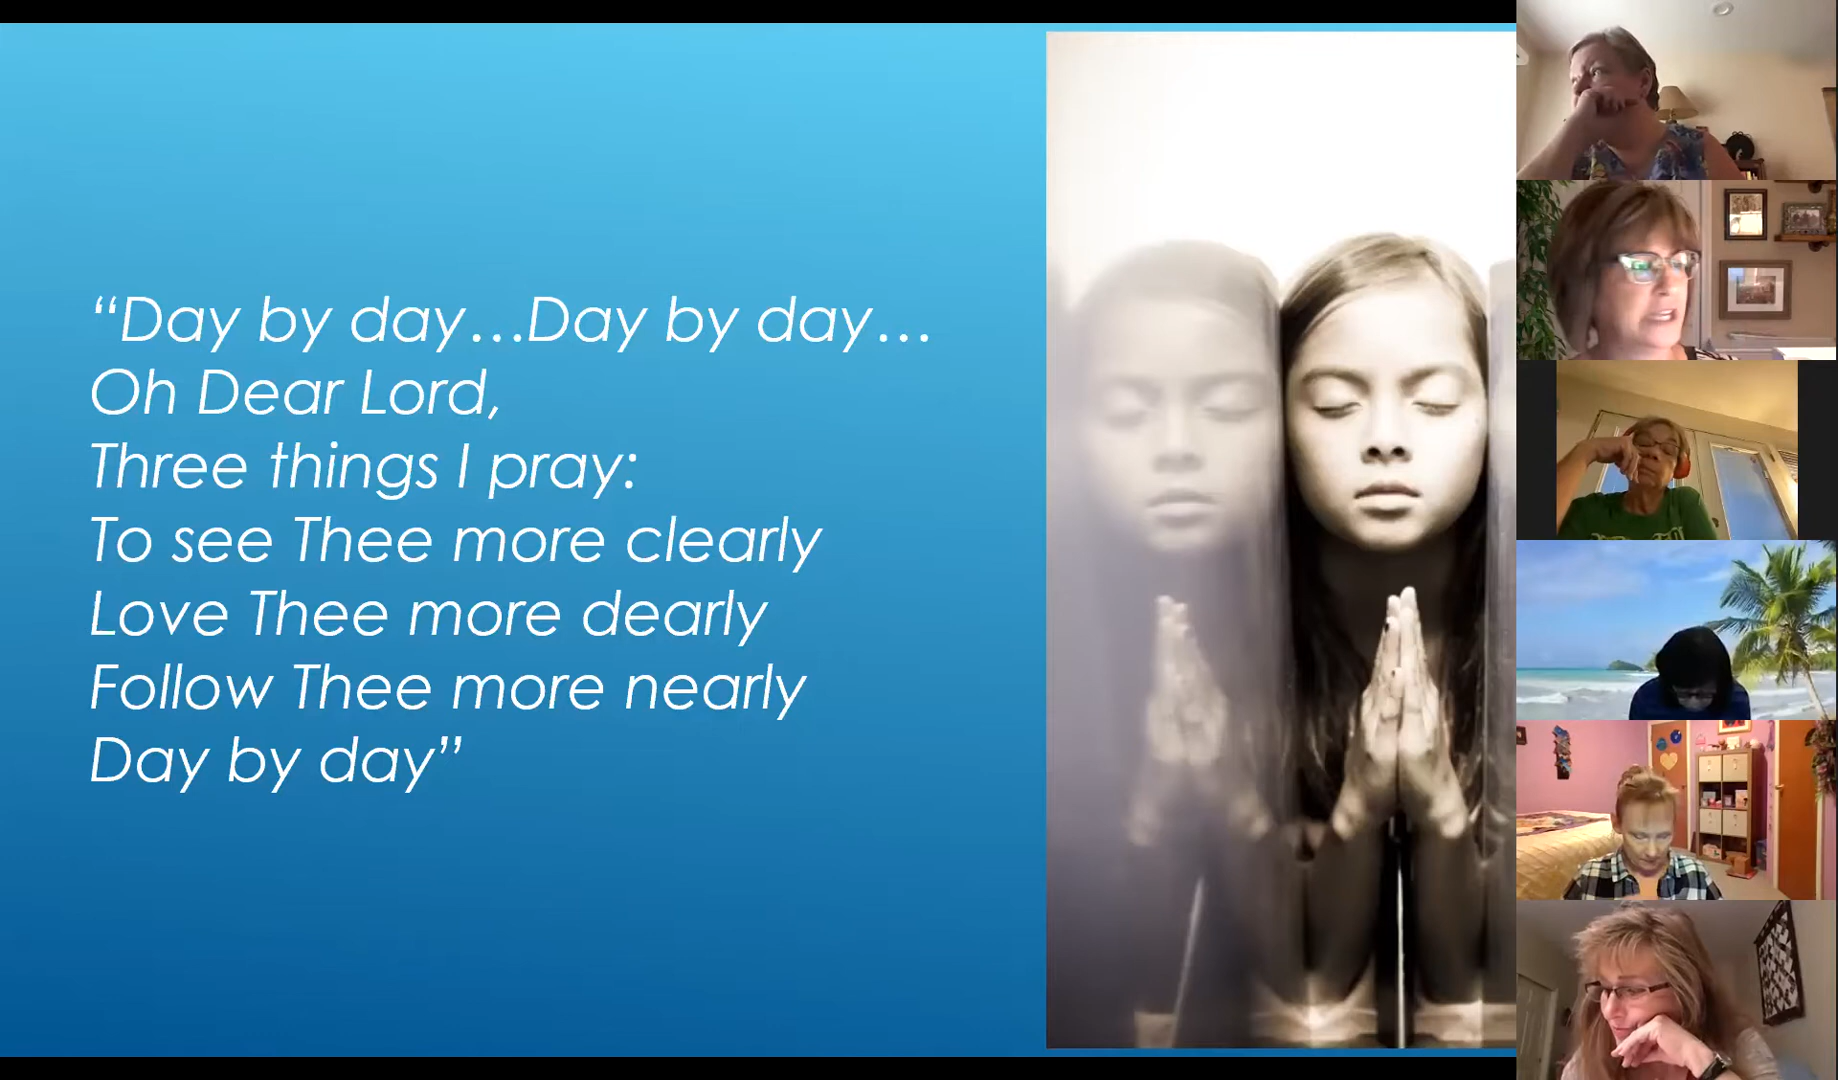 “Day by day…Day by day…
Oh Dear Lord,
Three things I pray:
To see Thee more clearly
Love Thee more dearly
Follow Thee more nearly
Day by day”